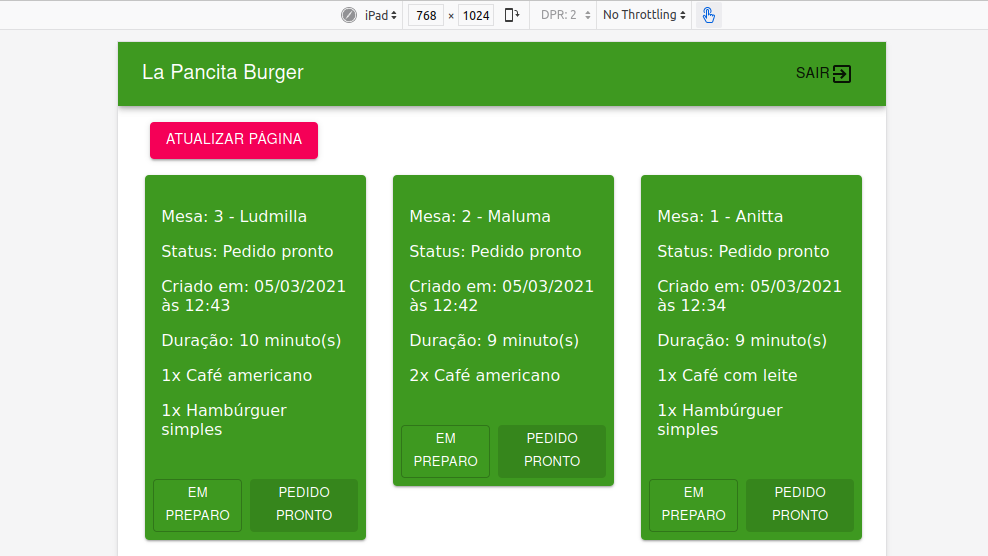 iPad 768 × 1024 DPR: 2 No Throttling
La Pancita Burger SAIR
ATUALIZAR PÁGINA
Mesa: 3 - Ludmilla
Status: Pedido pronto
Criado em: 05/03/2021
às 12:43
Duração: 10 minuto(s)
1x Café americano
1x Hambúrguer
simples
EM
PREPARO
PEDIDO
PRONTO
Mesa: 2 - Maluma
Status: Pedido pronto
Criado em: 05/03/2021
às 12:42
Duração: 9 minuto(s)
2x Café americano
EM
PREPARO
PEDIDO
PRONTO
Mesa: 1 - Anitta
Status: Pedido pronto
Criado em: 05/03/2021
às 12:34
Duração: 9 minuto(s)
1x Café com leite
1x Hambúrguer
simples
EM
PREPARO
PEDIDO
PRONTO